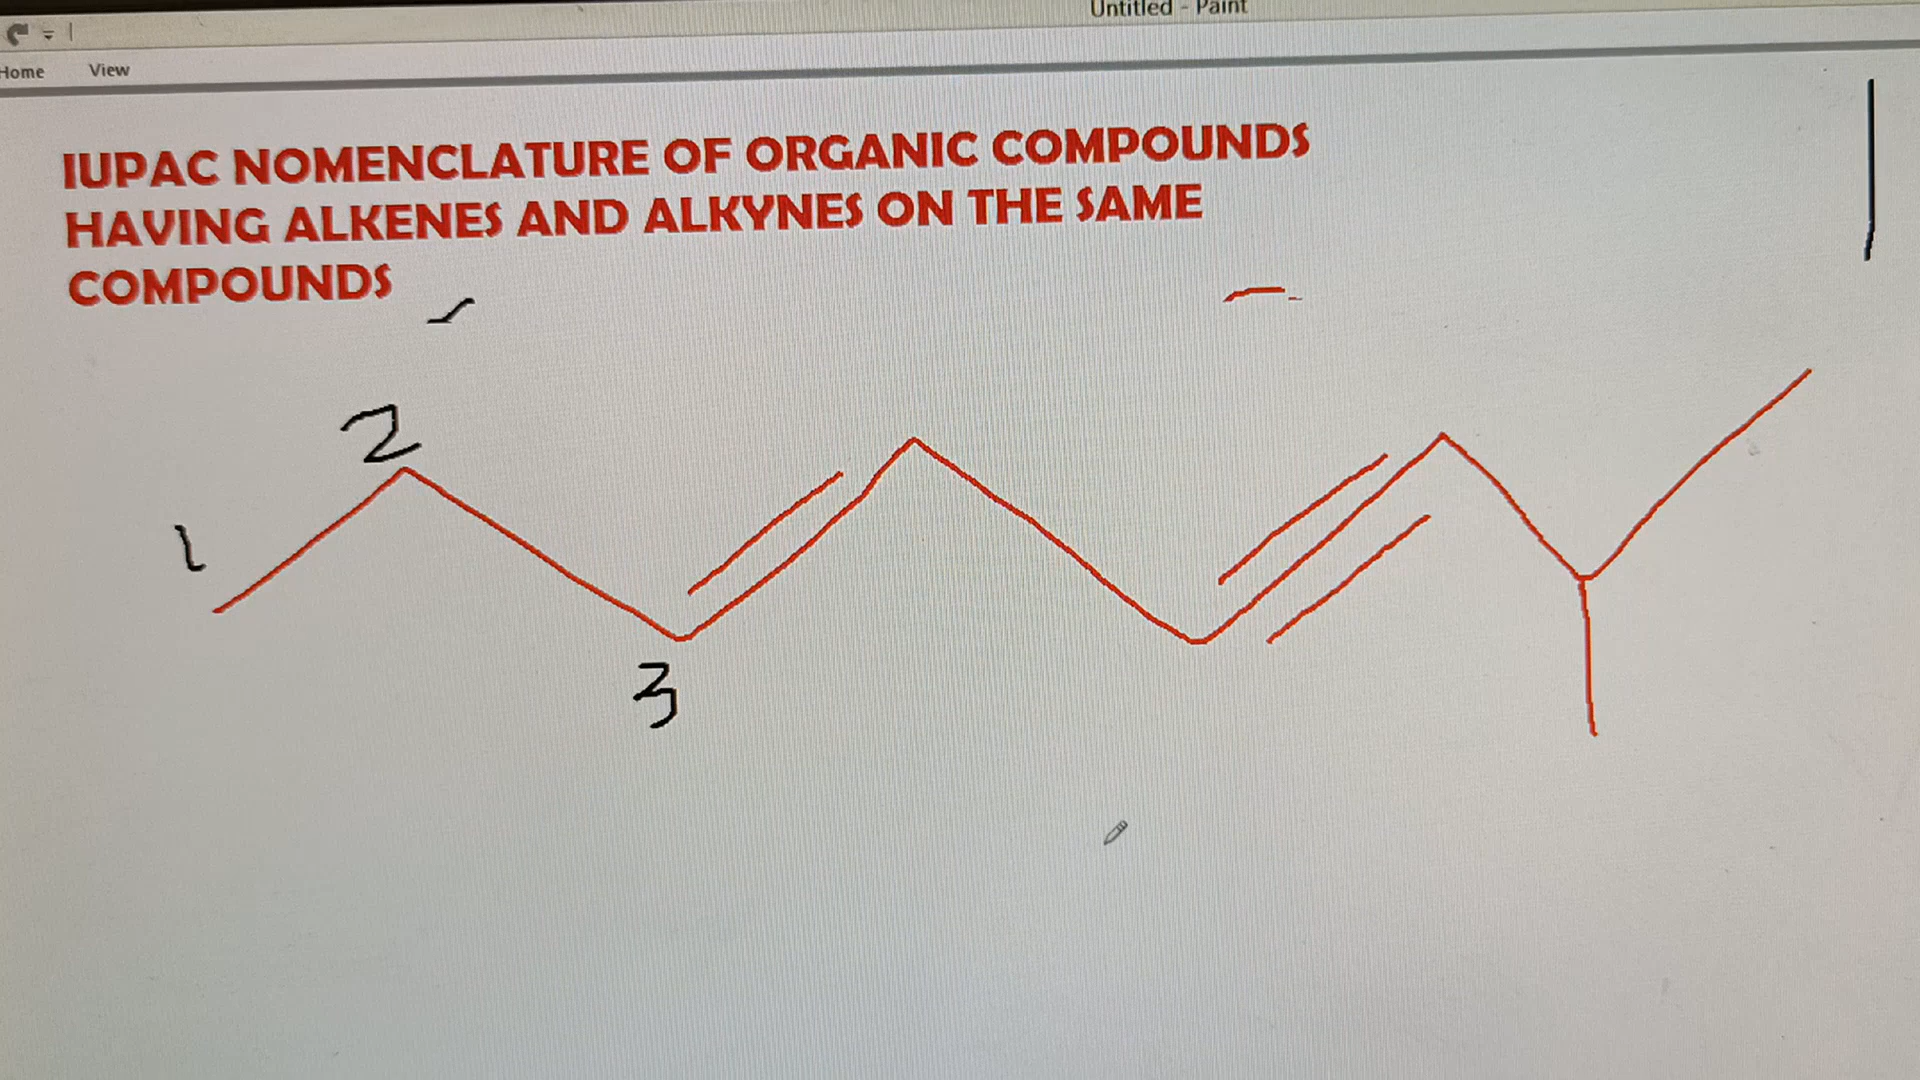 Untitled - Paint
Home View
IUPAC NOMENCLATURE OF ORGANIC COMPOUNDS
HAVING ALKENES AND ALKYNES ON THE SAME
COMPOUNDS
2
1
3